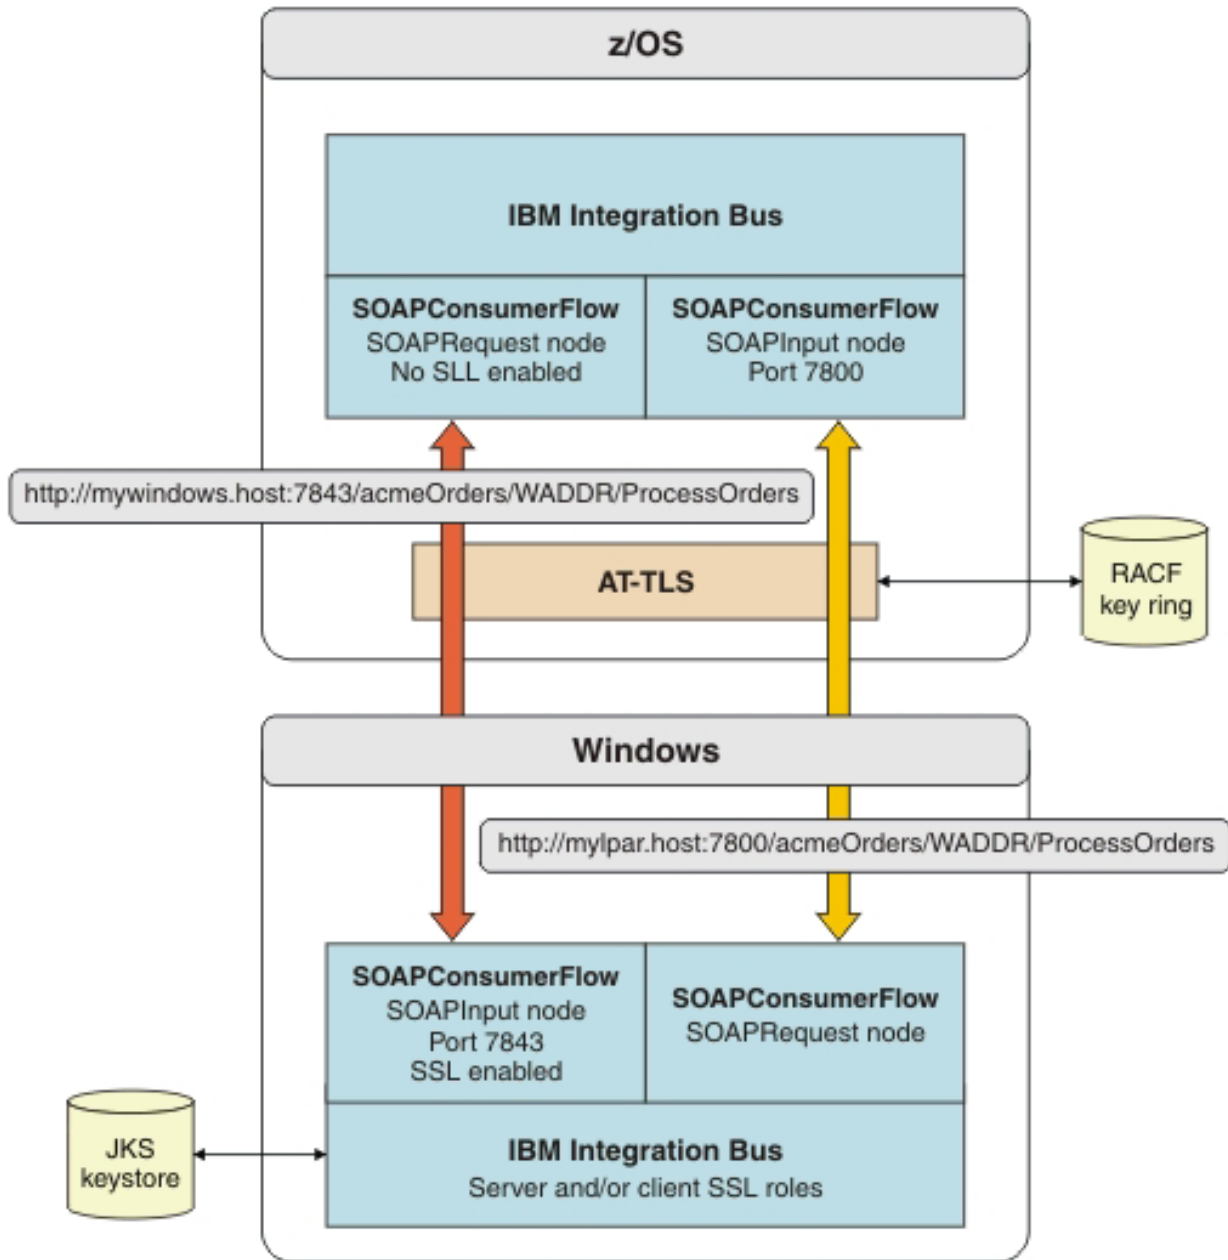 z/OS
IBM Integration Bus
SOAPConsumerFlow
SOAPRequest node
No SLL enabled
SOAPConsumerFlow
SOAPInput node
Port 7800
http://mywindows.host:7843/acmeOrders/WADDR/ProcessOrders
AT-TLS
RACF
key ring
Windows
http://mylpar.host:7800/acmeOrders/WADDR/ProcessOrders
SOAPConsumerFlow
SOAPInput node
Port 7843
SSL enabled
SOAPConsumerFlow
SOAPRequest node
JKS
keystore
IBM Integration Bus
Server and/or client SSL roles